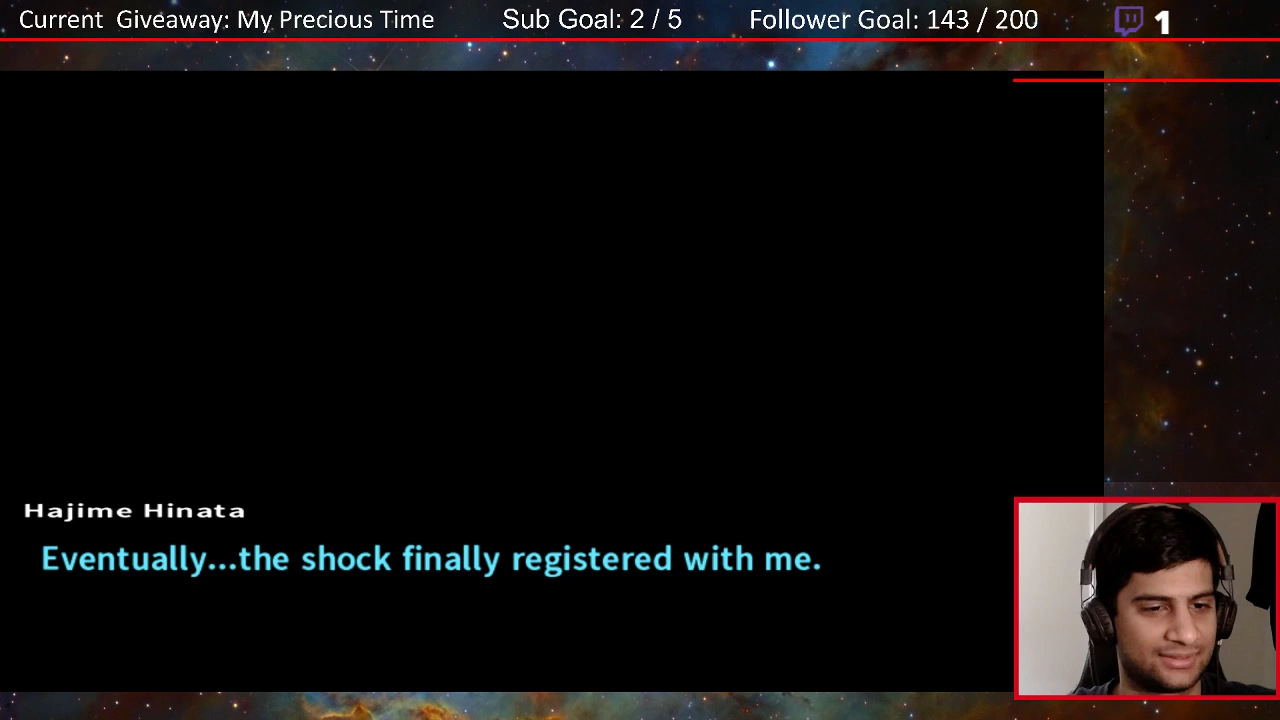 Current  Giveaway: My Precious Time
Sub Goal: 2 / 5
Follower Goal: 143 / 200
1
Hajime Hinata
Eventually...the shock finally registered with me.